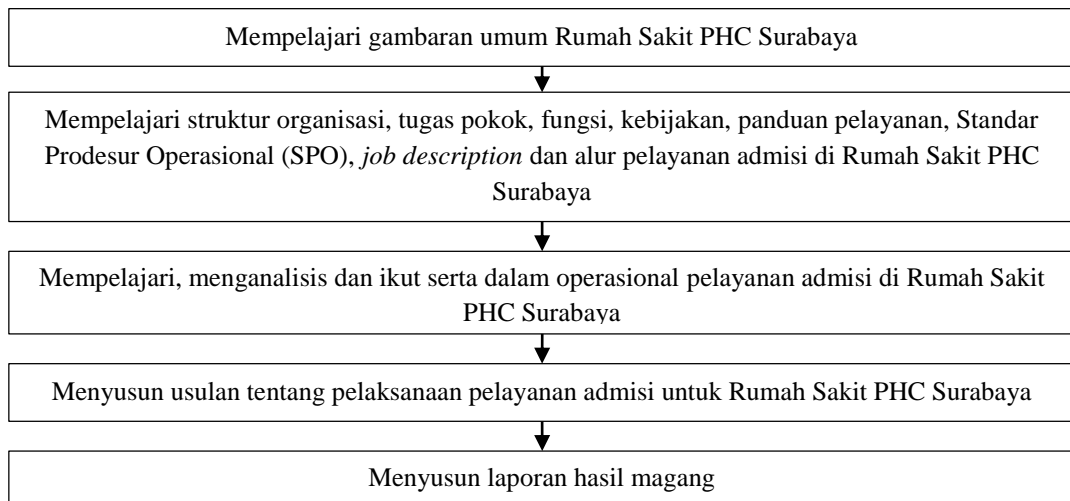 Mempelajari gambaran umum Rumah Sakit PHC Surabaya
Mempelajari struktur organisasi, tugas pokok, fungsi, kebijakan, panduan pelayanan, Standar
Prodesur Operasional (SPO), job description dan alur pelayanan admisi di Rumah Sakit PHC
Surabaya
Mempelajari, menganalisis dan ikut serta dalam operasional pelayanan admisi di Rumah Sakit
PHC Surabaya
Menyusun usulan tentang pelaksanaan pelayanan admisi untuk Rumah Sakit PHC Surabaya
Menyusun laporan hasil magang